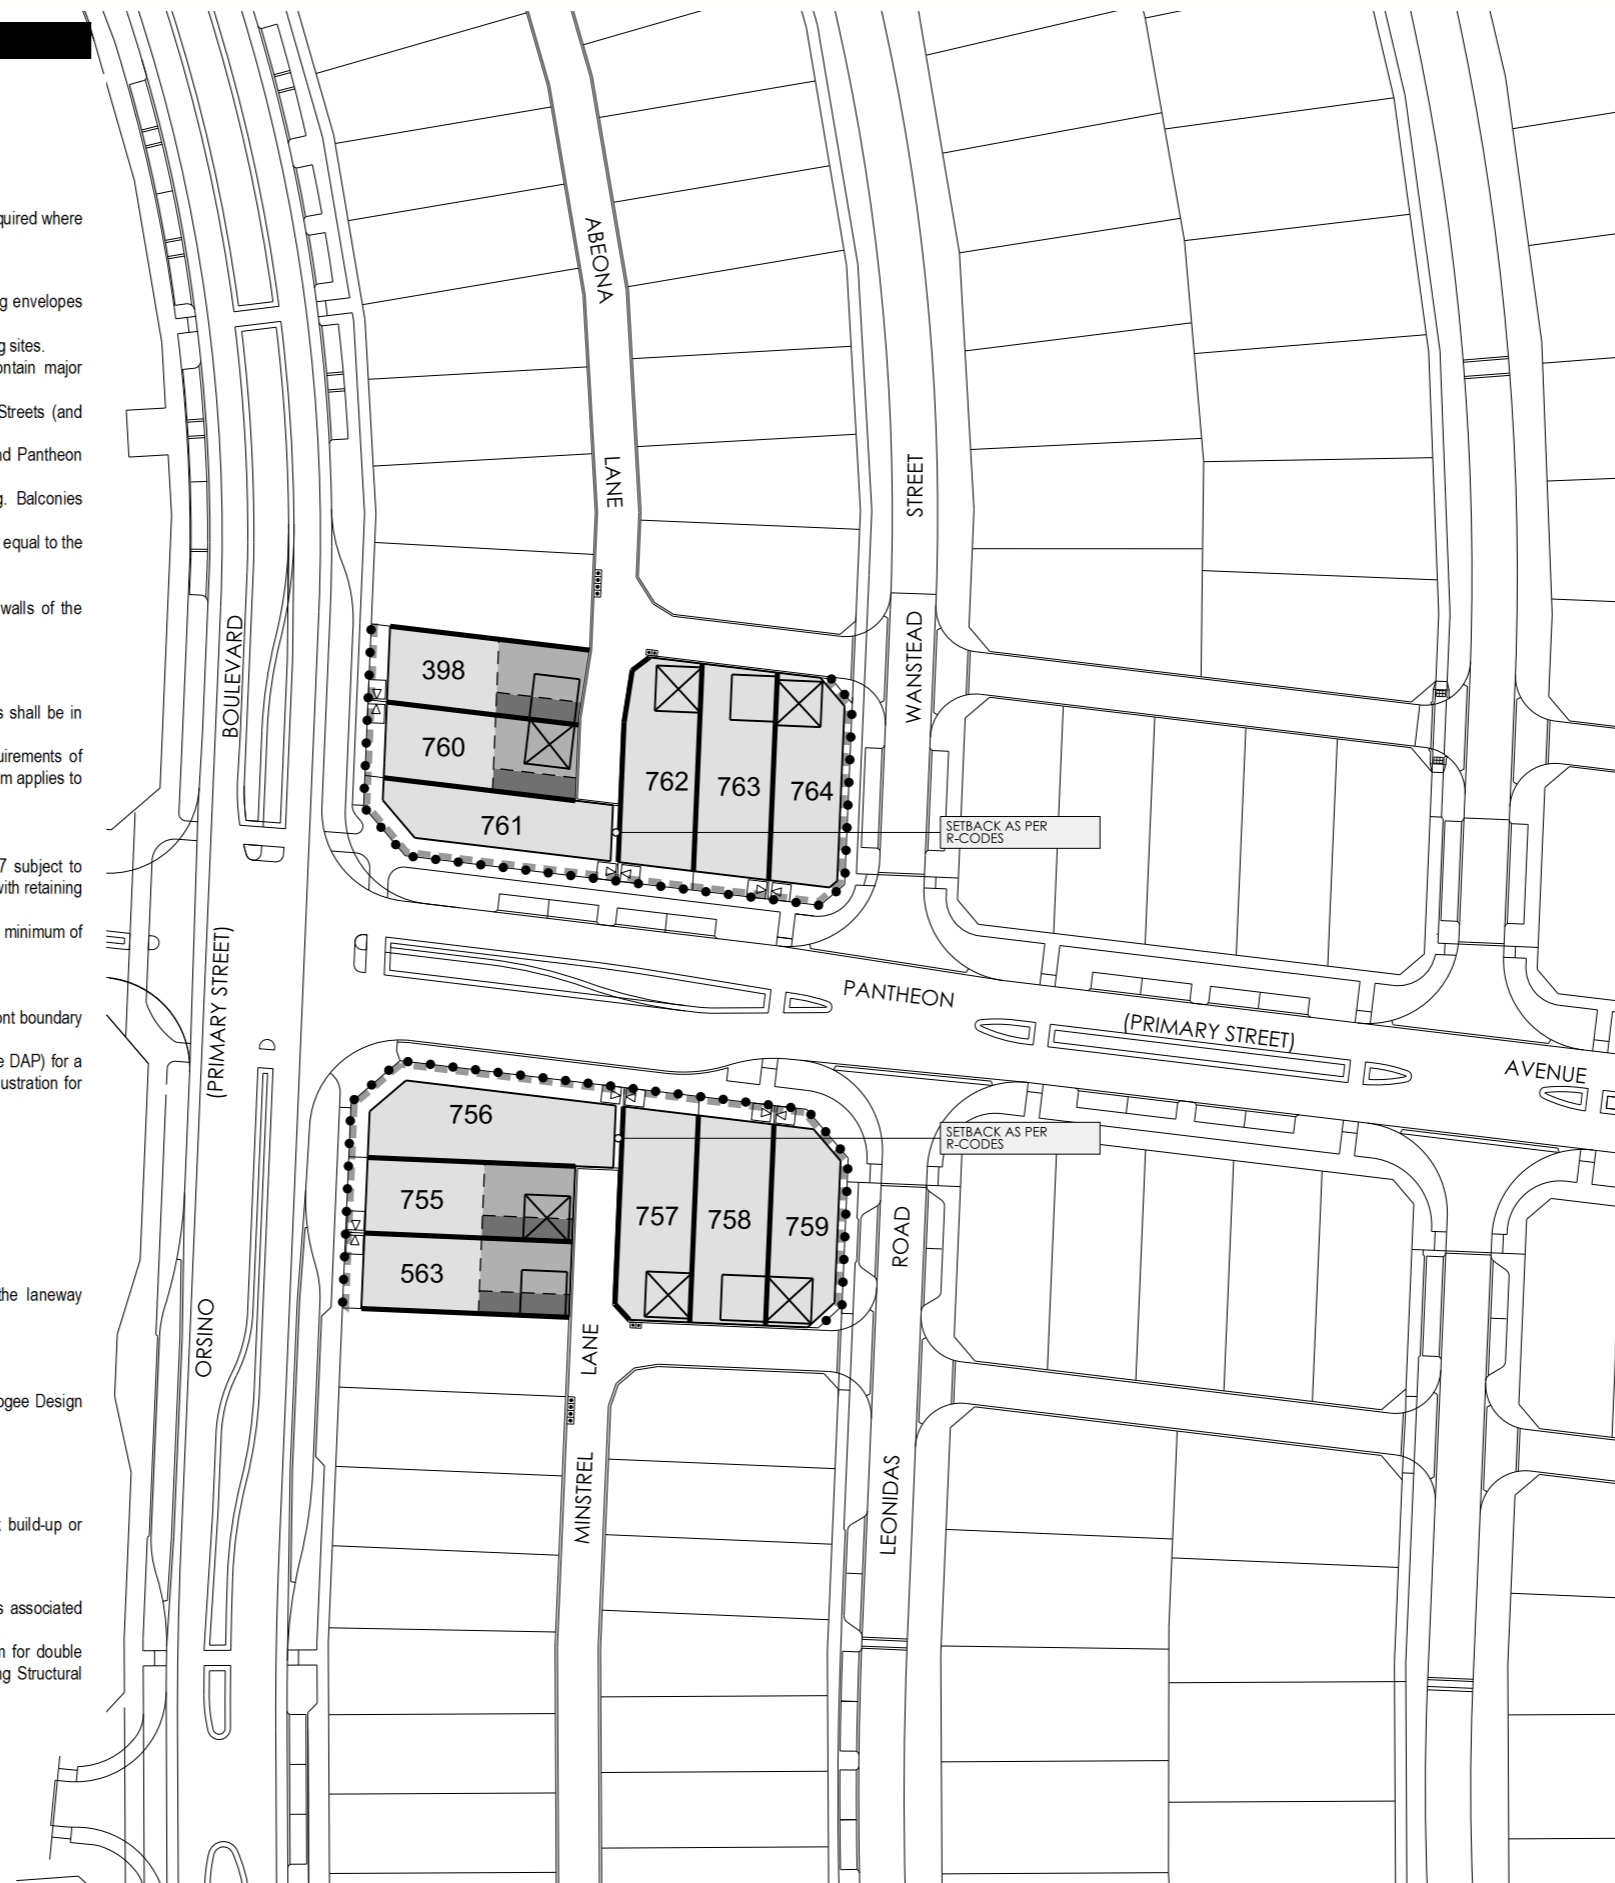 quired where
g envelopes
g sites.
ontain major
Streets (and
nd Pantheon
g. Balconies
equal to the
walls of the
s shall be in
uirements of
m applies to
7 subject to
with retaining
minimum of
ont boundary
e DAP) for a
ustration for
the laneway
ogee Design
build-up or
s associated
n for double
ng Structural
ABEONA
LANE
STREET
WANSTEAD
BOULEVARD
398
760
761
762
763
764
SETBACK AS PER
R-CODES
(PRIMARY STREET)
PANTHEON
(PRIMARY STREET)
AVENUE
756
755
563
757
758
759
SETBACK AS PER
R-CODES
ROAD
ORSINO
LANE
MINSTREL
LEONIDAS